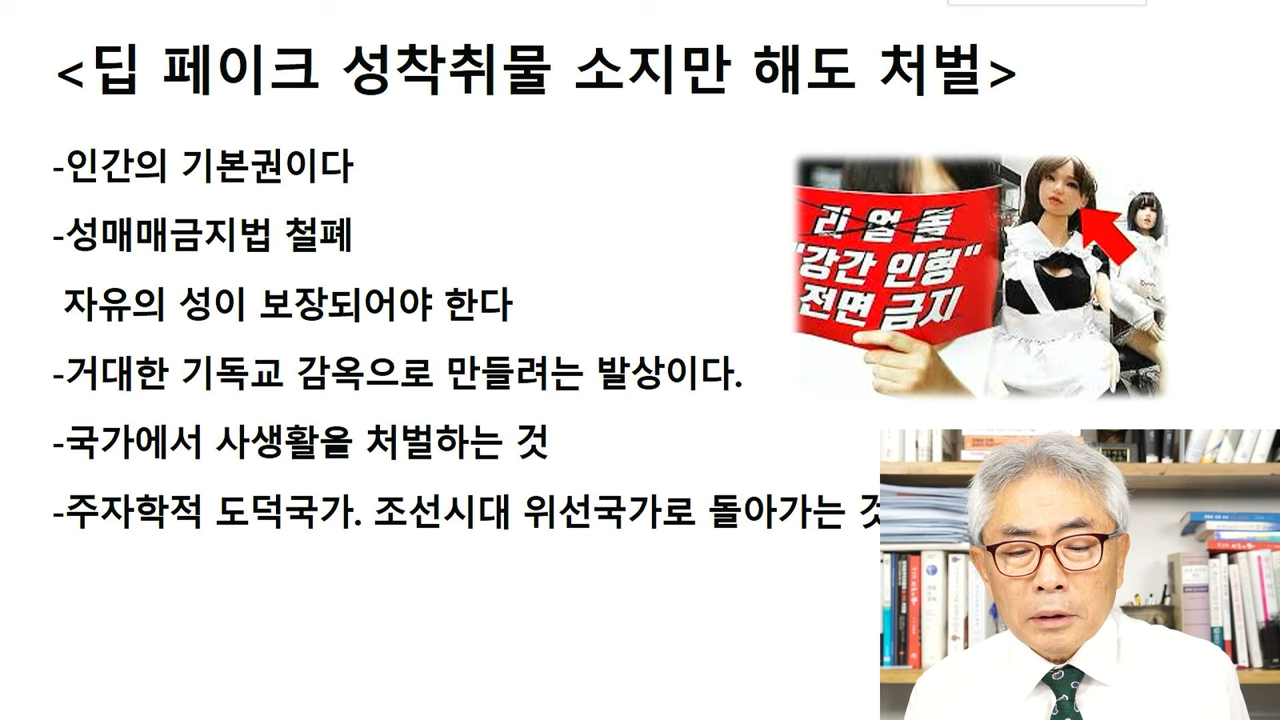 <딥 페이크 성착취물 소지만 해도 처벌>
-인간의 기본권이다
-성매매금지법 철폐
자유의 성이 보장되어야 한다
-거대한 기독교 감옥으로 만들려는 발상이다.
-국가에서 사생활을 처벌하는 것
-주자학적 도덕국가. 조선시대 위선국가로 돌아가는 것
리얼돌
"강간 인형"
전면 금지